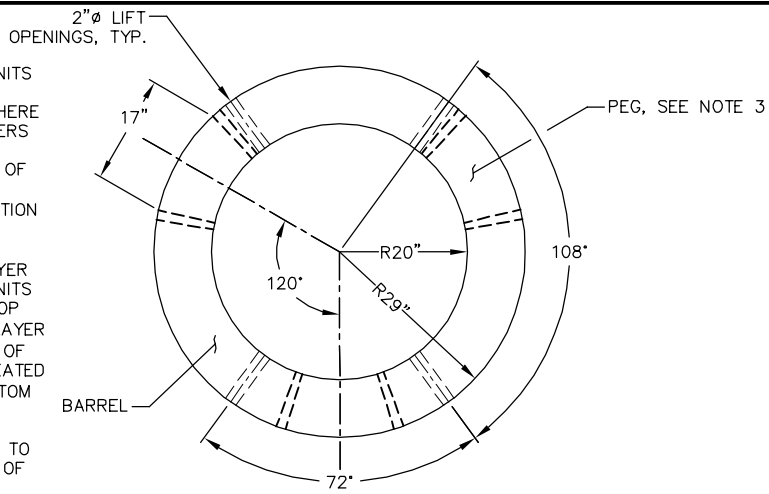 2"ø LIFT
OPENINGS, TYP.
NITS
HERE
ERS
OF
TION
YER
NITS
OP
AYER
OF
EATED
TOM
TO
OF
17"
PEG, SEE NOTE 3
R20"
108°
120°
R29"
BARREL
72°